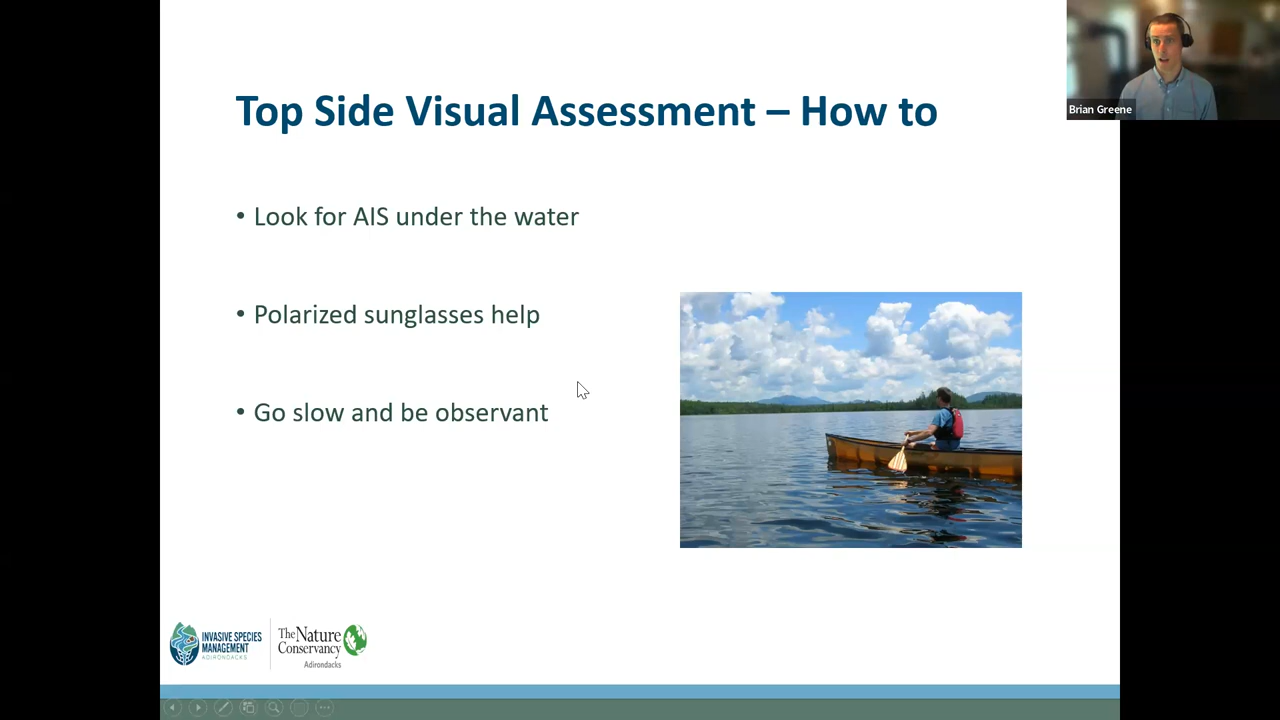 Top Side Visual Assessment – How to
• Look for AIS under the water
• Polarized sunglasses help
• Go slow and be observant
Brian Greene
INVASIVE SPECIES
MANAGEMENT
ADIRONDACKS
The Nature
Conservancy
Adirondacks